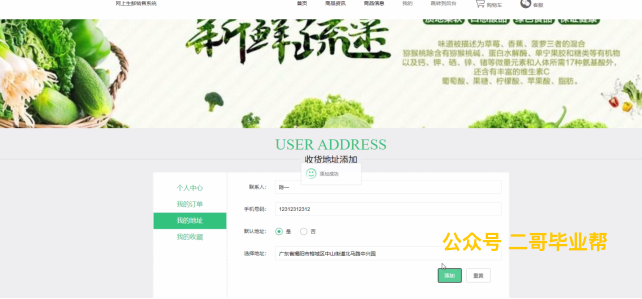 网上生鲜销售系统
首页 商品资讯 商品信息 我的 跳转到后台 购物车 客服
新鲜蔬迷
味道被描述为草莓、香蕉、菠萝三者的混合
猕猴桃除含有猕猴桃碱、蛋白水解酶、单宁果胶和糖类等有机物
以及钙、钾、硒、锌、锗等微量元素和人体所需17种氨基酸外，
还含有丰富的维生素C
葡萄酸、果糖、柠檬酸、苹果酸、脂肪。
USER ADDRESS
收货地址添加
添加成功
个人中心
我的订单
我的地址
我的收藏
联系人： 陈一
手机号码： 12312312312
默认地址： 是 否
选择地址： 广东省揭阳市榕城区中山街道北马路中兴园
添加 重置
公众号 二哥毕业帮